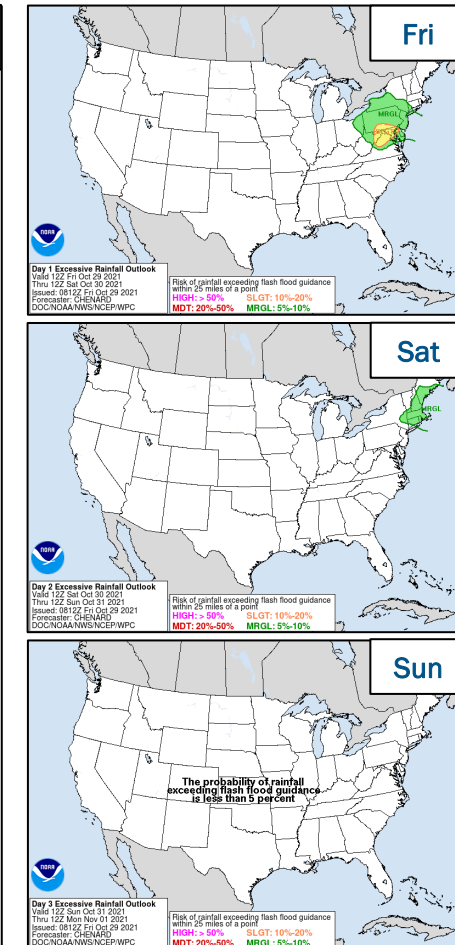 Fri
MRGL
NOAA
Day 1 Excessive Rainfall Outlook
Valid 12Z Fri Oct 29 2021
Thru 12Z Sat Oct 30 2021
Issued: 0812Z Fri Oct 29 2021
Forecaster: CHENARD
DOC/NOAA/NWS/NCEP/WPC
Risk of rainfall exceeding flash flood guidance
within 25 miles of a point
HIGH: > 50% SLGT: 10%-20%
MDT: 20%-50% MRGL: 5%-10%
Sat
MRGL
NOAA
Day 2 Excessive Rainfall Outlook
Valid 12Z Sat Oct 30 2021
Thru 12Z Sun Oct 31 2021
Issued: 0812Z Fri Oct 29 2021
Forecaster: CHENARD
DOC/NOAA/NWS/NCEP/WPC
Risk of rainfall exceeding flash flood guidance
within 25 miles of a point
HIGH: > 50% SLGT: 10%-20%
MDT: 20%-50% MRGL: 5%-10%
Sun
The probability of rainfall
exceeding flash flood guidance
is less than 5 percent
NOAA
Day 3 Excessive Rainfall Outlook
Valid 12Z Sun Oct 31 2021
Thru 12Z Mon Nov 01 2021
Issued: 0812Z Fri Oct 29 2021
Forecaster: CHENARD
DOC/NOAA/NWS/NCEP/WPC
Risk of rainfall exceeding flash flood guidance
within 25 miles of a point
HIGH: > 50% SLGT: 10%-20%
MDT: 20%-50% MRGL: 5%-10%